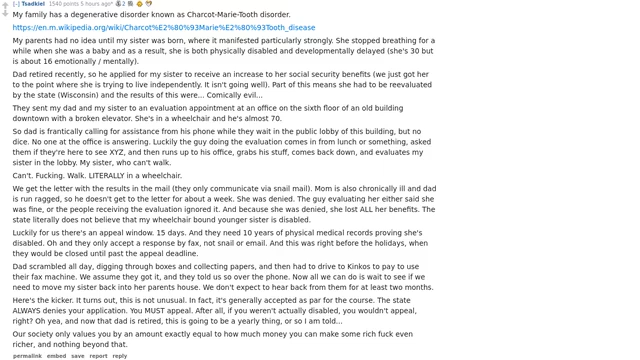 [-] Tsadkiel 1540 points 5 hours ago* 2
My family has a degenerative disorder known as Charcot-Marie-Tooth disorder.
https://en.m.wikipedia.org/wiki/Charcot%E2%80%93Marie%E2%80%93Tooth_disease
My parents had no idea until my sister was born, where it manifested particularly strongly. She stopped breathing for a
while when she was a baby and as a result, she is both physically disabled and developmentally delayed (she's 30 but
is about 16 emotionally / mentally).
Dad retired recently, so he applied for my sister to receive an increase to her social security benefits (we just got her
to the point where she is trying to live independently. It isn't going well). Part of this means she had to be reevaluated
by the state (Wisconsin) and the results of this were... Comically evil...
They sent my dad and my sister to an evaluation appointment at an office on the sixth floor of an old building
downtown with a broken elevator. She's in a wheelchair and he's almost 70.
So dad is frantically calling for assistance from his phone while they wait in the public lobby of this building, but no
dice. No one at the office is answering. Luckily the guy doing the evaluation comes in from lunch or something, asked
them if they're here to see XYZ, and then runs up to his office, grabs his stuff, comes back down, and evaluates my
sister in the lobby. My sister, who can't walk.
Can't. Fucking. Walk. LITERALLY in a wheelchair.
We get the letter with the results in the mail (they only communicate via snail mail). Mom is also chronically ill and dad
is run ragged, so he doesn't get to the letter for about a week. She was denied. The guy evaluating her either said she
was fine, or the people receiving the evaluation ignored it. And because she was denied, she lost ALL her benefits. The
state literally does not believe that my wheelchair bound younger sister is disabled.
Luckily for us there's an appeal window. 15 days. And they need 10 years of physical medical records proving she's
disabled. Oh and they only accept a response by fax, not snail or email. And this was right before the holidays, when
they would be closed until past the appeal deadline.
Dad scrambled all day, digging through boxes and collecting papers, and then had to drive to Kinkos to pay to use
their fax machine. We assume they got it, and they told us so over the phone. Now all we can do is wait to see if we
need to move my sister back into her parents house. We don't expect to hear back from them for at least two months.
Here's the kicker. It turns out, this is not unusual. In fact, it's generally accepted as par for the course. The state
ALWAYS denies your application. You MUST appeal. After all, if you weren't actually disabled, you wouldn't appeal,
right? Oh yea, and now that dad is retired, this is going to be a yearly thing, or so I am told...
Our society only values you by an amount exactly equal to how much money you can make some rich fuck even
richer, and nothing beyond that.
permalink embed save report reply